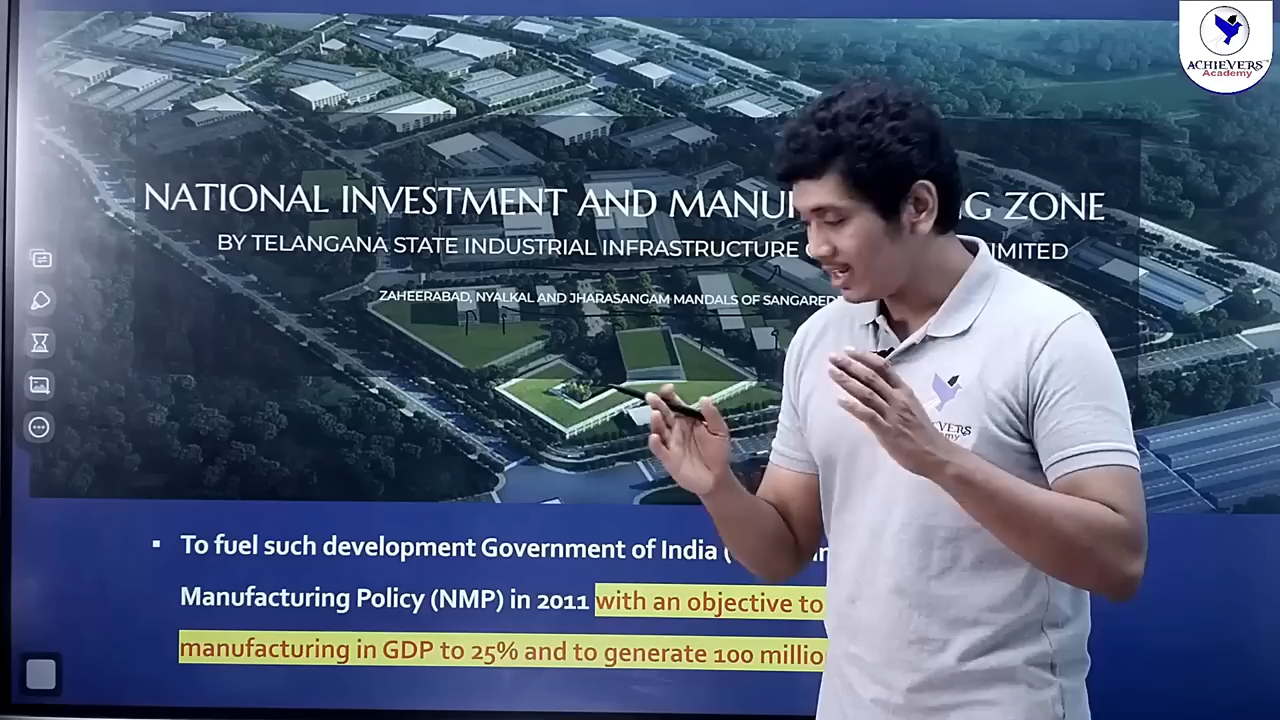 ACHIEVERS
Academy
NATIONAL INVESTMENT AND MANU G ZONE
BY TELANGANA STATE INDUSTRIAL INFRASTRUCTURE LIMITED
ZAHEERABAD, NYALKAL AND JHARASANGAM MANDALS OF SANGARED
To fuel such development Government of India (
Manufacturing Policy (NMP) in 2011 with an objective to
manufacturing in GDP to 25% and to generate 100 millio